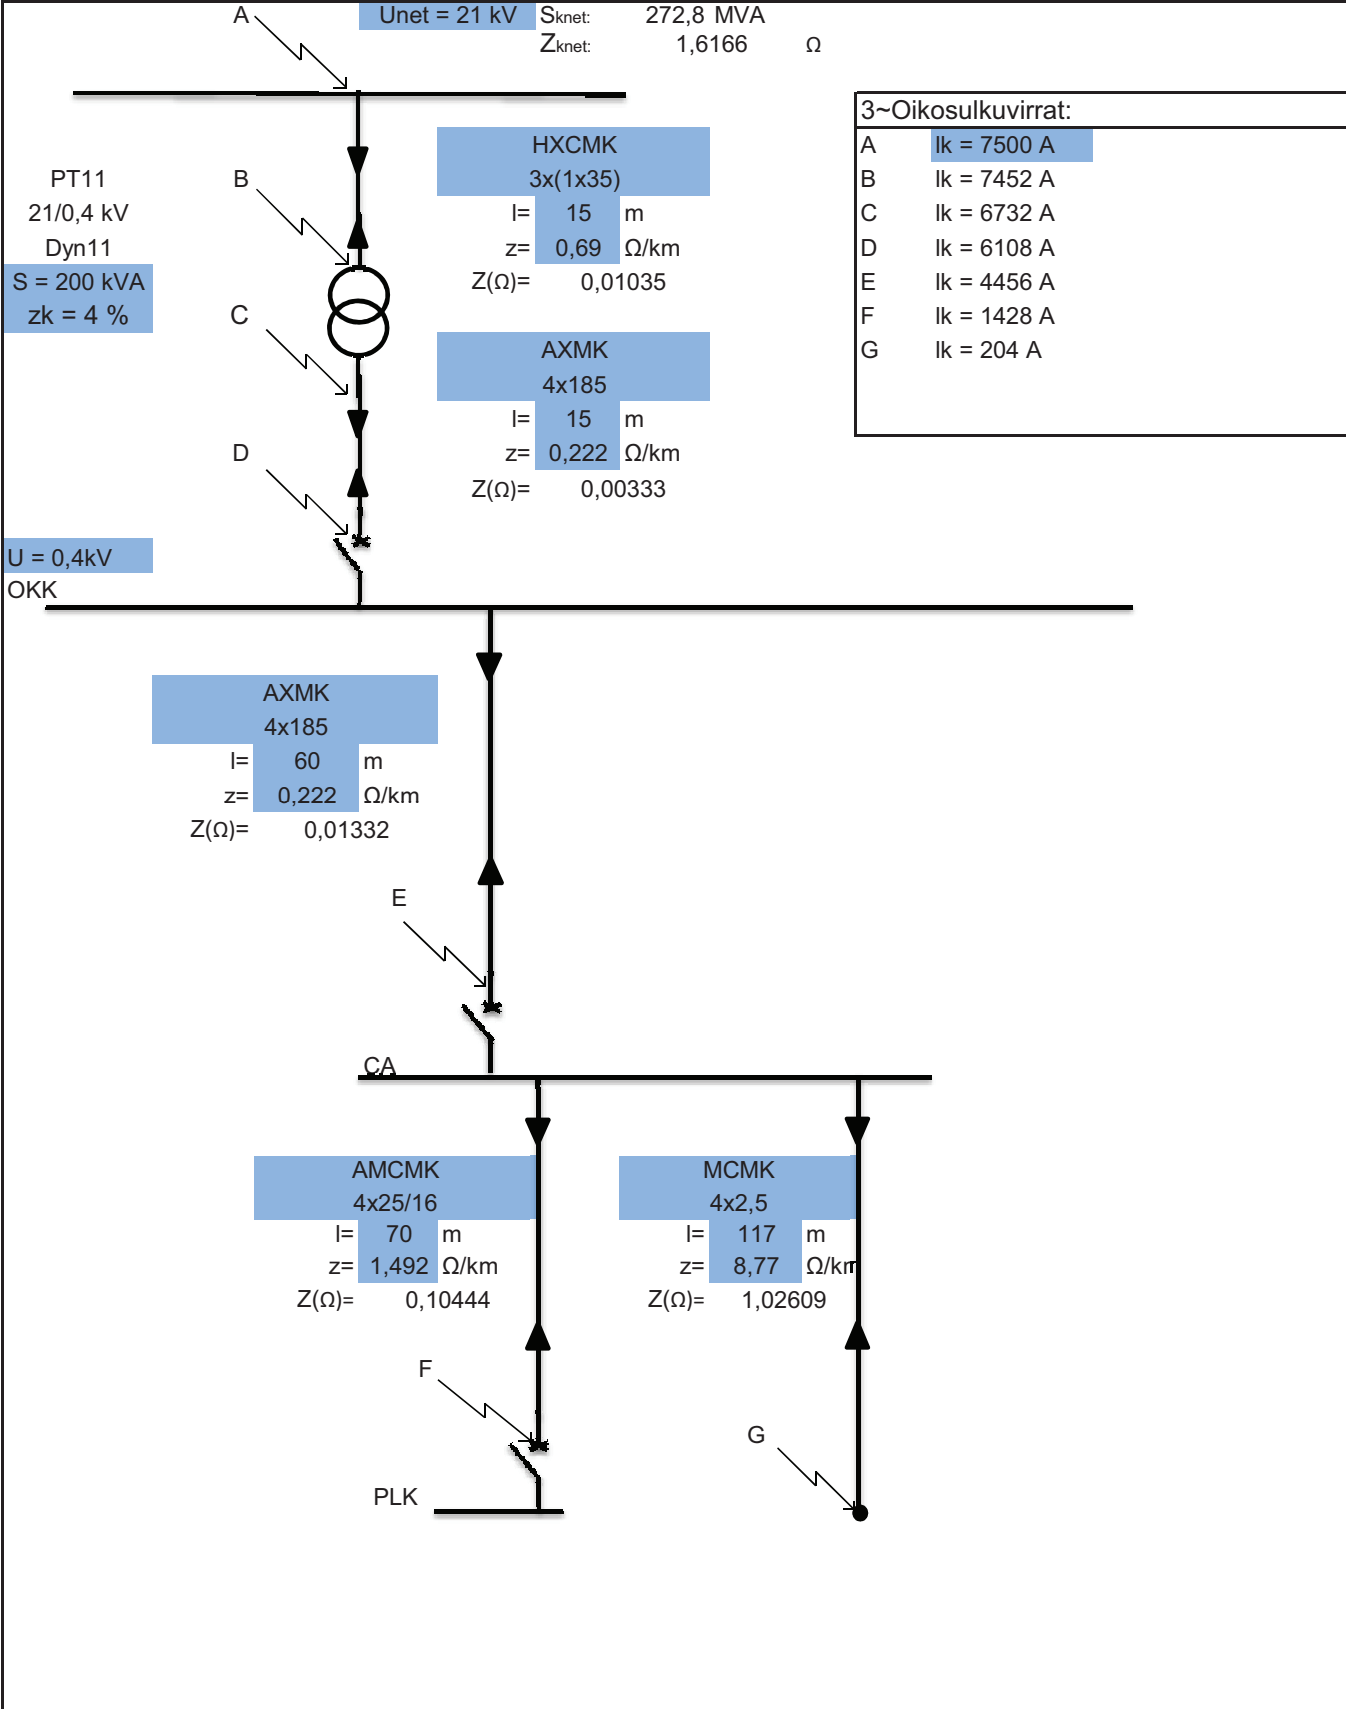 A
Unet = 21 kV
Sknet: 272,8 MVA
Zknet: 1,6166 Ω
3~Oikosulkuvirrat:
A Ik = 7500 A
B Ik = 7452 A
C Ik = 6732 A
D Ik = 6108 A
E Ik = 4456 A
F Ik = 1428 A
G Ik = 204 A
PT11
21/0,4 kV
Dyn11
S = 200 kVA
zk = 4 %
B
C
D
HXCMK
3x(1x35)
l= 15 m
z= 0,69 Ω/km
Z(Ω)= 0,01035
AXMK
4x185
l= 15 m
z= 0,222 Ω/km
Z(Ω)= 0,00333
U = 0,4kV
OKK
AXMK
4x185
l= 60 m
z= 0,222 Ω/km
Z(Ω)= 0,01332
E
CA
AMCMK
4x25/16
l= 70 m
z= 1,492 Ω/km
Z(Ω)= 0,10444
MCMK
4x2,5
l= 117 m
z= 8,77 Ω/km
Z(Ω)= 1,02609
F
G
PLK